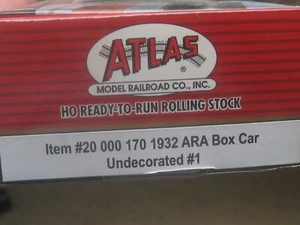 ATLAS
®
MODEL RAILROAD CO., INC.
HO READY-TO-RUN ROLLING STOCK
Item #20 000 170 1932 ARA Box Car
Undecorated #1